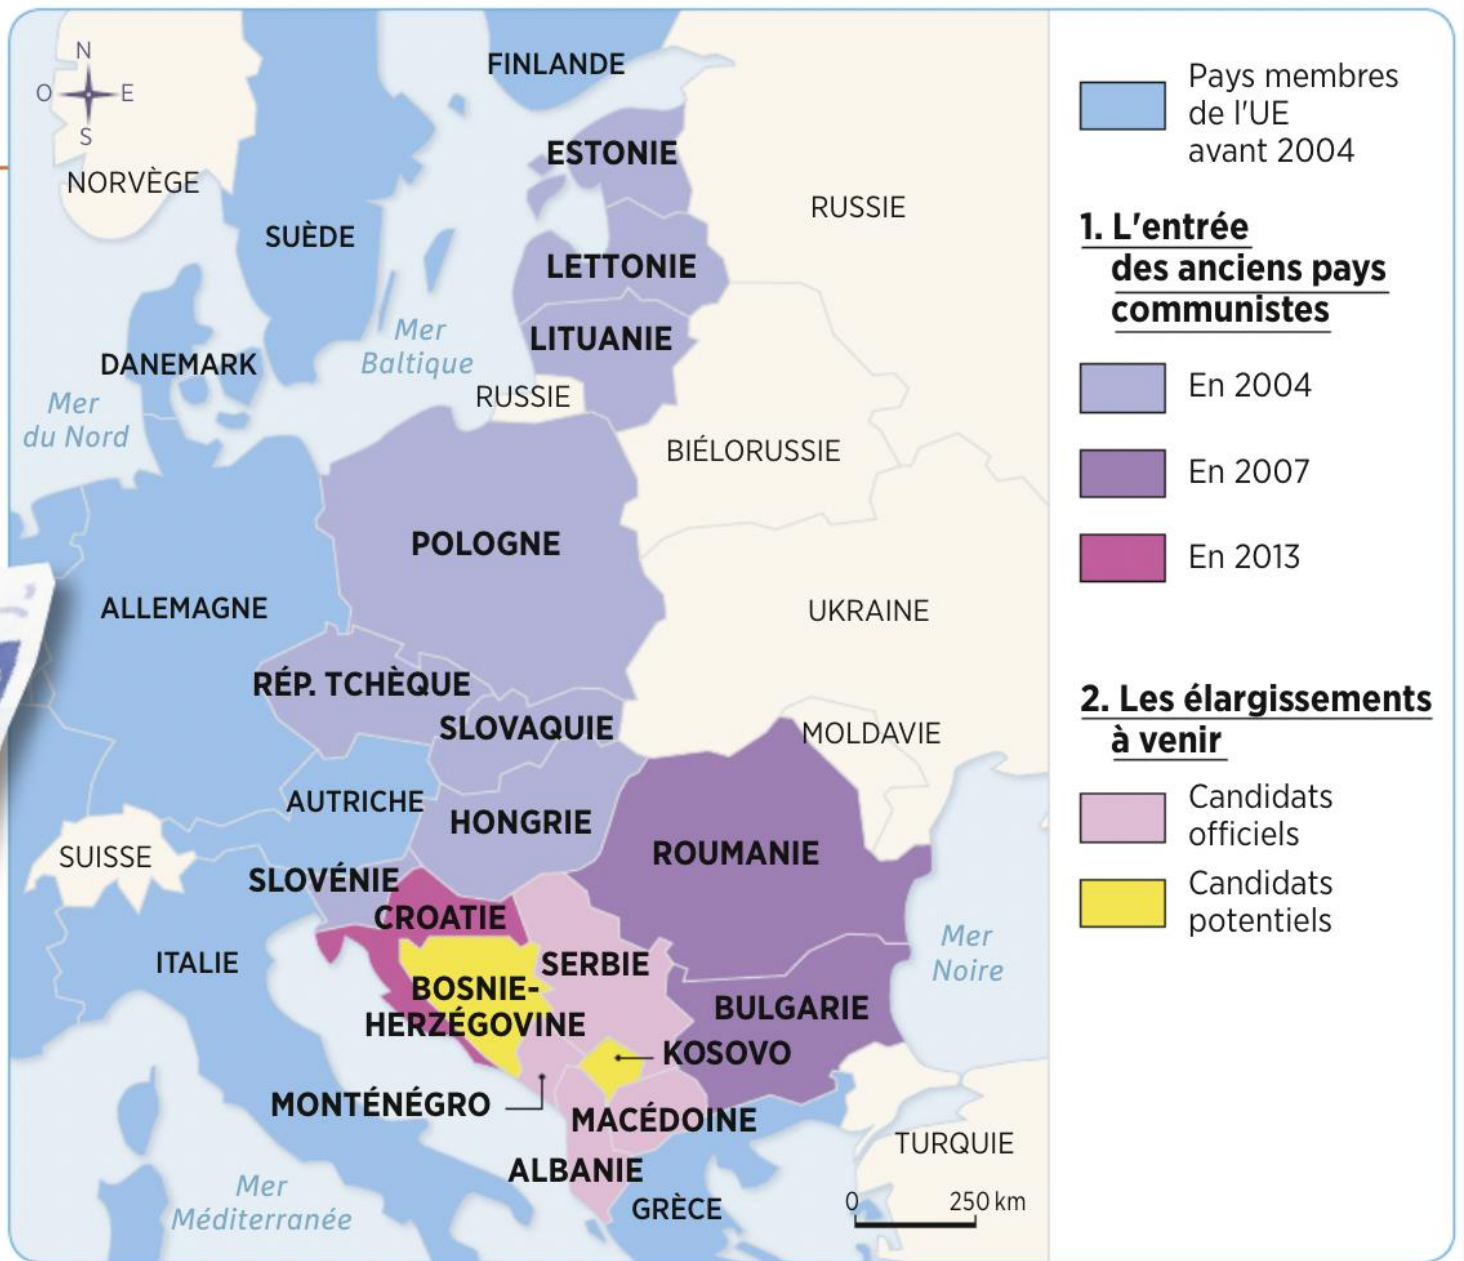 N
O
E
S
FINLANDE
NORVÈGE
ESTONIE
SUÈDE
RUSSIE
LETTONIE
Mer
Baltique
LITUANIE
DANEMARK
RUSSIE
Mer
du Nord
BIÉLORUSSIE
POLOGNE
ALLEMAGNE
UKRAINE
RÉP. TCHÈQUE
SLOVAQUIE
MOLDAVIE
AUTRICHE
HONGRIE
SUISSE
ROUMANIE
SLOVÉNIE
CROATIE
ITALIE
SERBIE
Mer
Noire
BOSNIE-
HERZÉGOVINE
BULGARIE
KOSOVO
MONTÉNÉGRO
MACÉDOINE
TURQUIE
ALBANIE
Mer
Méditerranée
GRÈCE
0 250 km
Pays membres
de l'UE
avant 2004
1. L'entrée
des anciens pays
communistes
En 2004
En 2007
En 2013
2. Les élargissements
à venir
Candidats
officiels
Candidats
potentiels